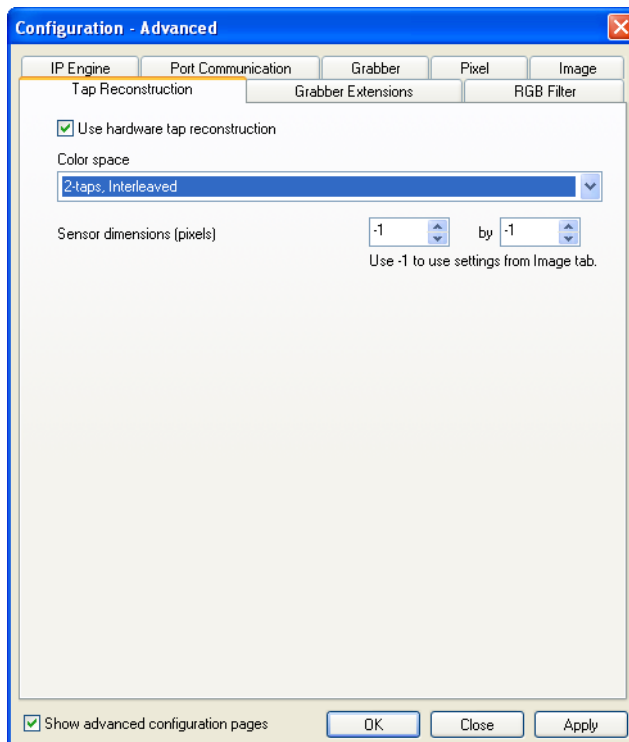 Configuration - Advanced
IP Engine Port Communication Grabber Pixel Image
Tap Reconstruction Grabber Extensions RGB Filter
Use hardware tap reconstruction
Color space
2-taps, Interleaved
Sensor dimensions (pixels) -1 by -1
Use -1 to use settings from Image tab.
Show advanced configuration pages OK Close Apply